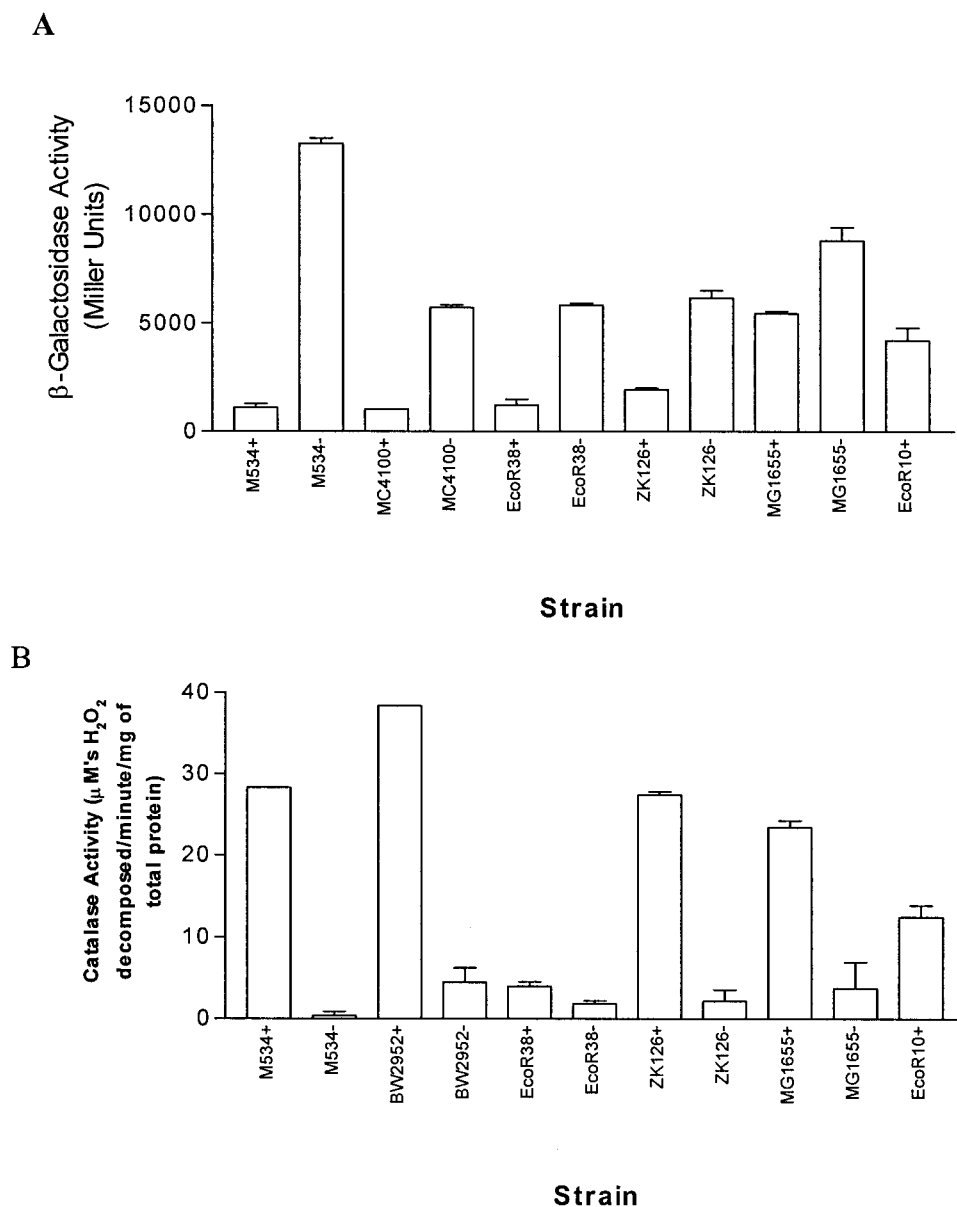 A
β-Galactosidase Activity
(Miller Units)
15000
10000
5000
0
M534+
M534-
MC4100+
MC4100-
EcoR38+
EcoR38-
ZK126+
ZK126-
MG1655+
MG1655-
EcoR10+
Strain
B
Catalase Activity (μM's H₂O₂
decomposed/minute/mg of
total protein)
40
30
20
10
0
M534+
M534-
BW2952+
BW2952-
EcoR38+
EcoR38-
ZK126+
ZK126-
MG1655+
MG1655-
EcoR10+
Strain